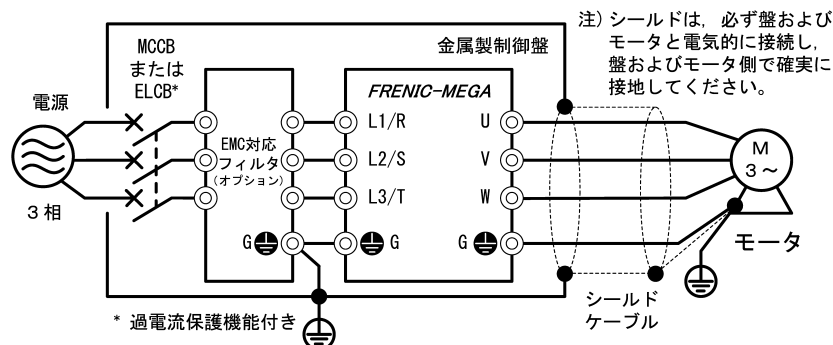 注) シールドは，必ず盤および
モータと電気的に接続し，
盤およびモータ側で確実に
接地してください。
MCCB
または
ELCB*
金属製制御盤
電源
3相
EMC対応
フィルタ
(オプション)
G
FRENIC-MEGA
L1/R
L2/S
L3/T
G
U
V
W
G
M
3～
モータ
シールド
ケーブル
* 過電流保護機能付き